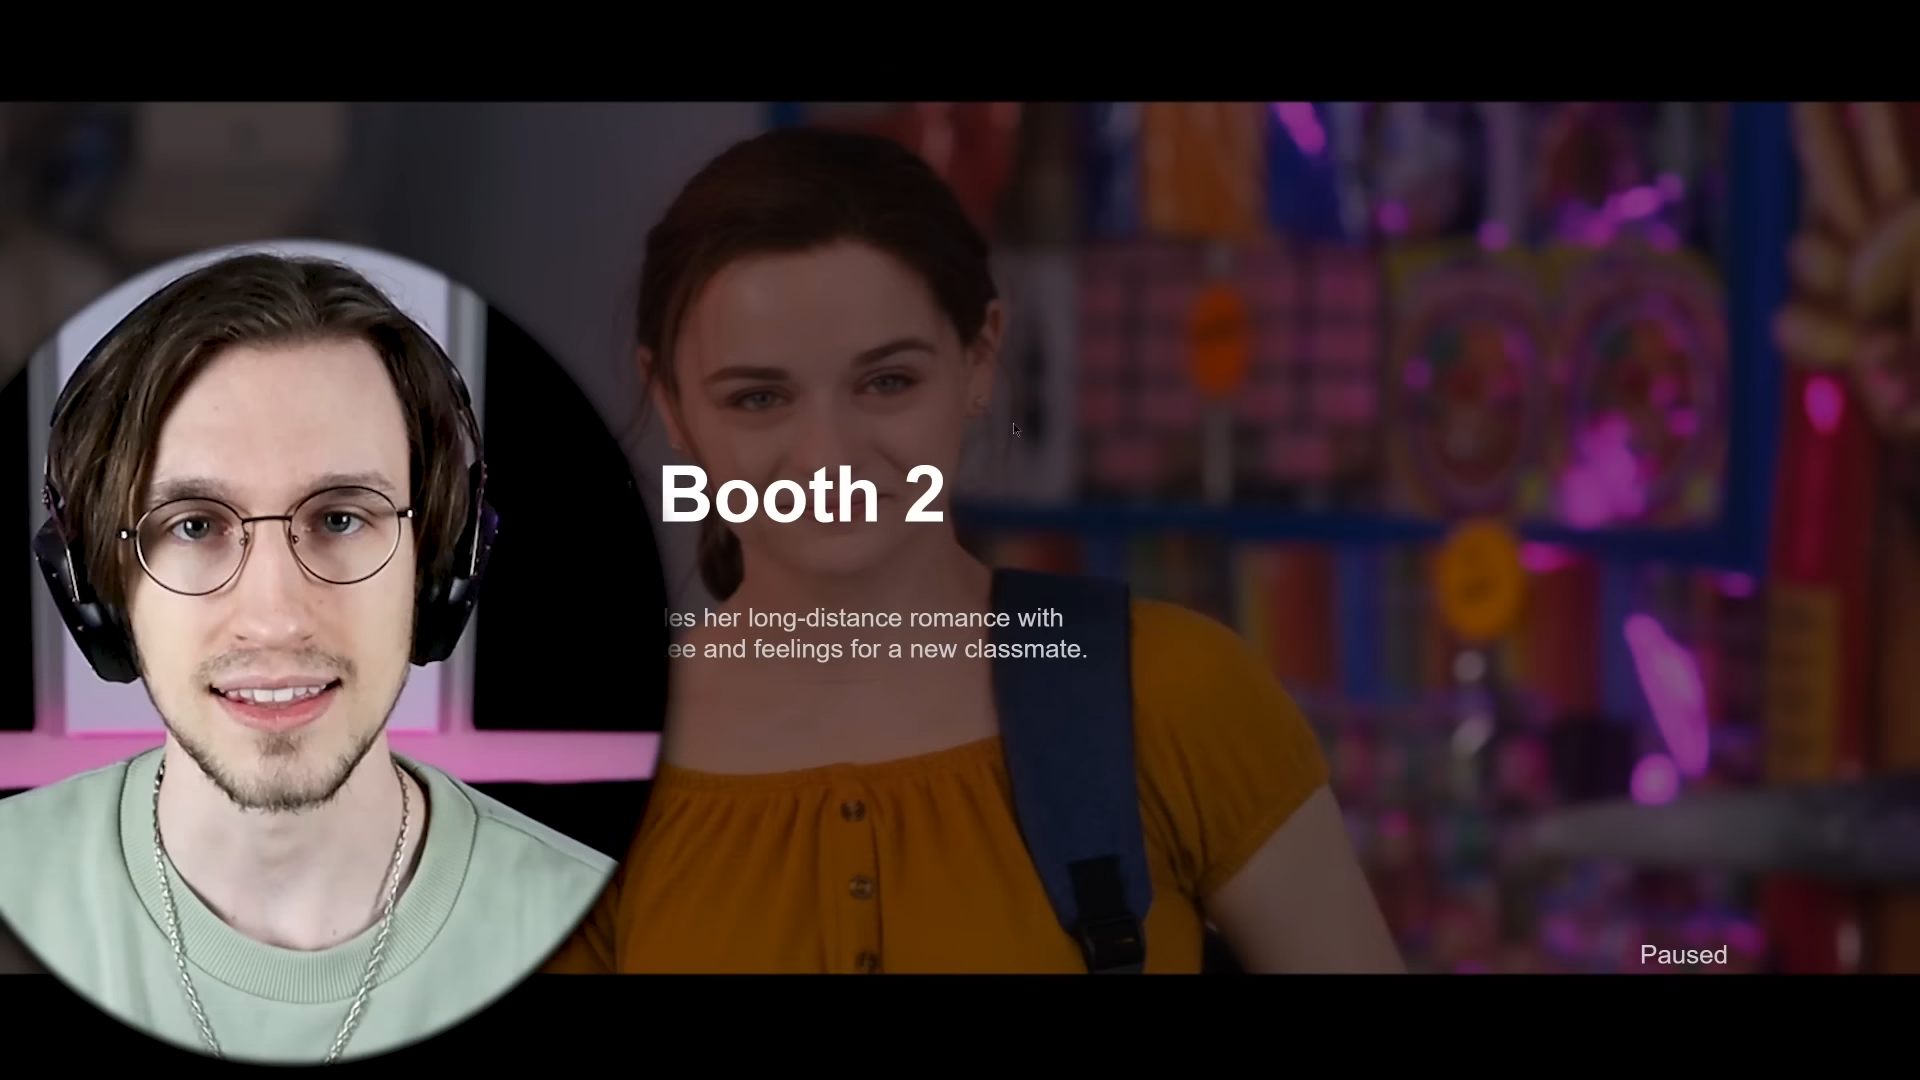 Booth 2
les her long-distance romance with
ee and feelings for a new classmate.
Paused